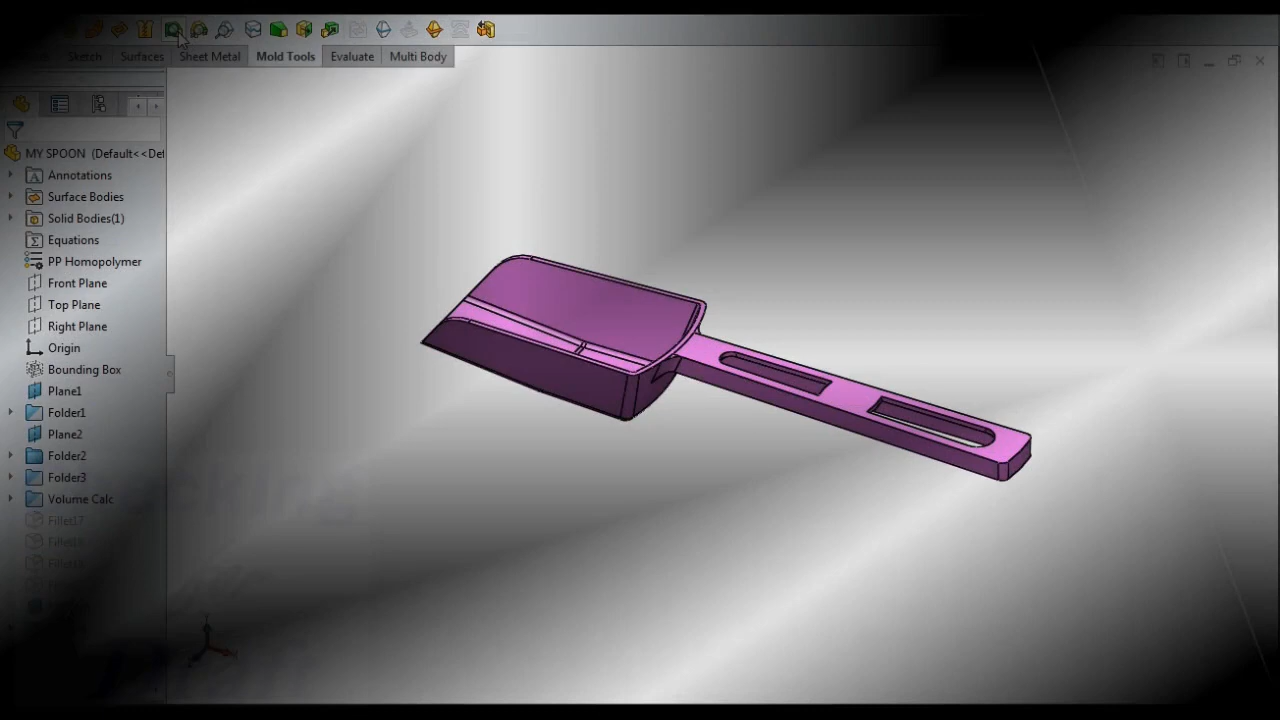 Sketch
Surfaces
Sheet Metal
Mold Tools
Evaluate
Multi Body
MY SPOON (Default<<Def
Annotations
Surface Bodies
Solid Bodies(1)
Equations
PP Homopolymer
Front Plane
Top Plane
Right Plane
Origin
Bounding Box
Plane1
Folder1
Plane2
Folder2
Folder3
Volume Calc
Fillet17